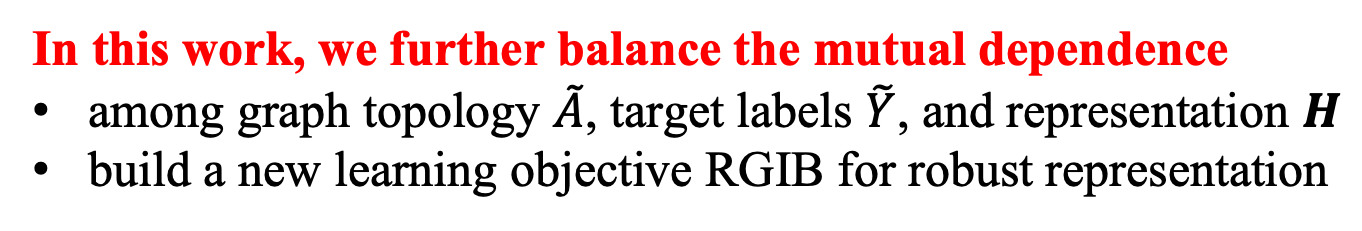 In this work, we further balance the mutual dependence
• among graph topology Ã, target labels Ỹ, and representation H
• build a new learning objective RGIB for robust representation